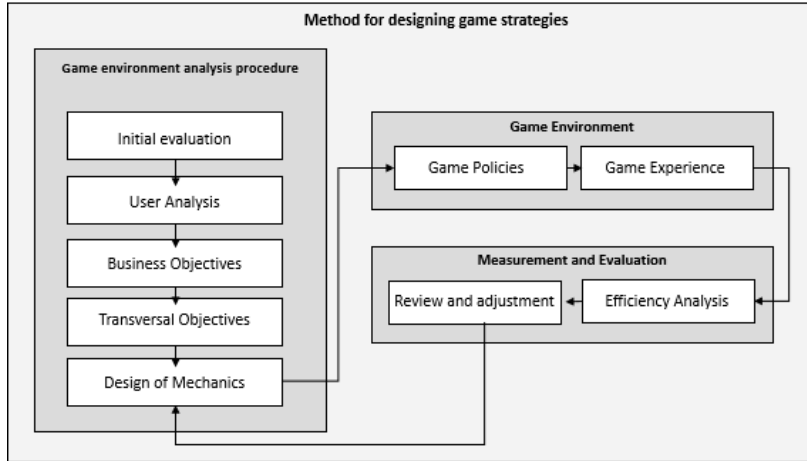 Method for designing game strategies
Game environment analysis procedure
Initial evaluation
User Analysis
Business Objectives
Transversal Objectives
Design of Mechanics
Game Environment
Game Policies
Game Experience
Measurement and Evaluation
Review and adjustment
Efficiency Analysis